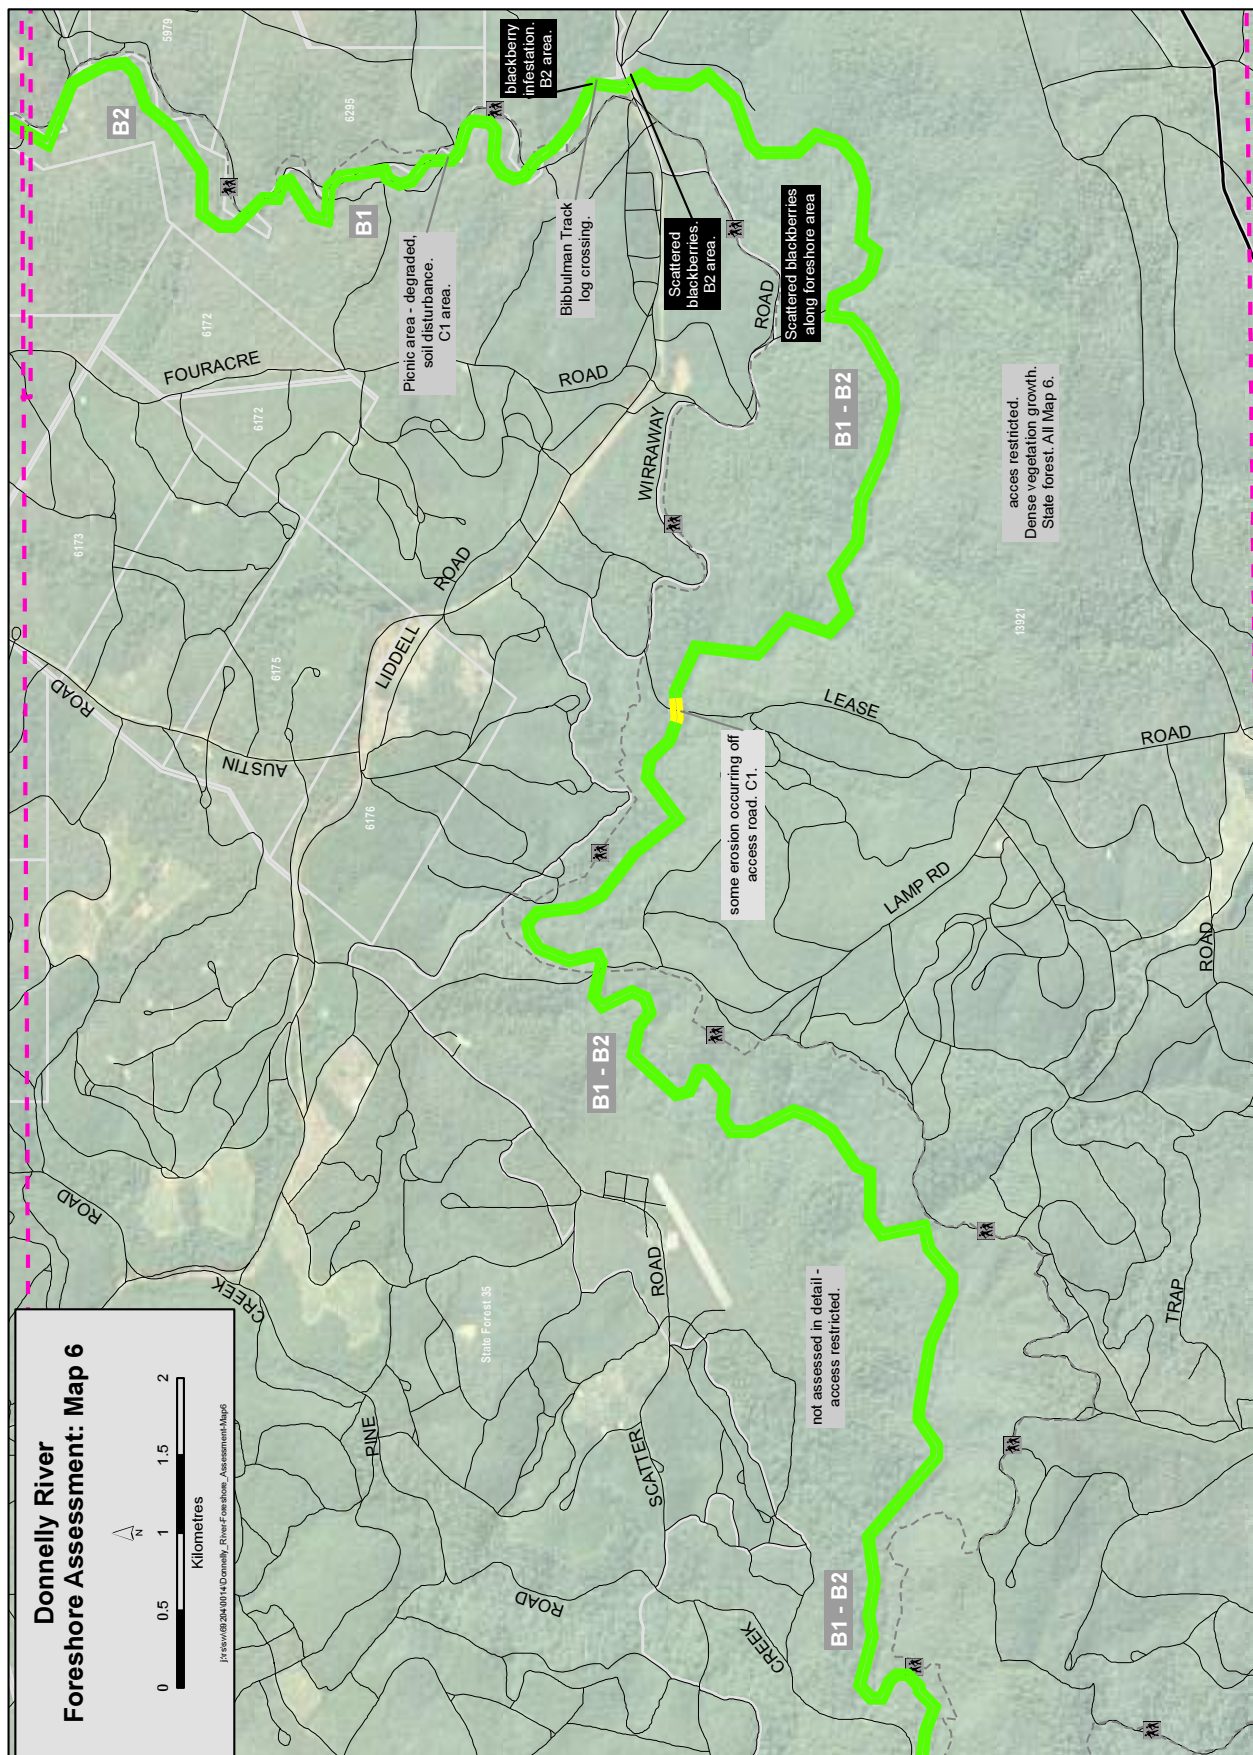 Donnelly River
Foreshore Assessment: Map 6
N
0 0.5 1 1.5 2
Kilometres
CREEK
ROAD
PINE
State Forest 35
SCATTER
ROAD
ROAD
CREEK
B1 - B2
not assessed in detail -
access restricted.
TRAP
ROAD
B1 - B2
LAMP RD
some erosion occurring off
access road. C1.
LEASE
ROAD
ROAD
AUSTIN
6176
6175
6173
LIDDELL
ROAD
WIRRAWAY
ROAD
13921
acces restricted.
Dense vegetation growth.
State forest. All Map 6.
B1 - B2
6172
6172
FOURACRE
ROAD
Picnic area - degraded,
soil disturbance.
C1 area.
Bibbulman Track
log crossing.
Scattered
blackberries.
B2 area.
Scattered blackberries
along foreshore area
B1
B2
6295
5979
blackberry
infestation.
B2 area.